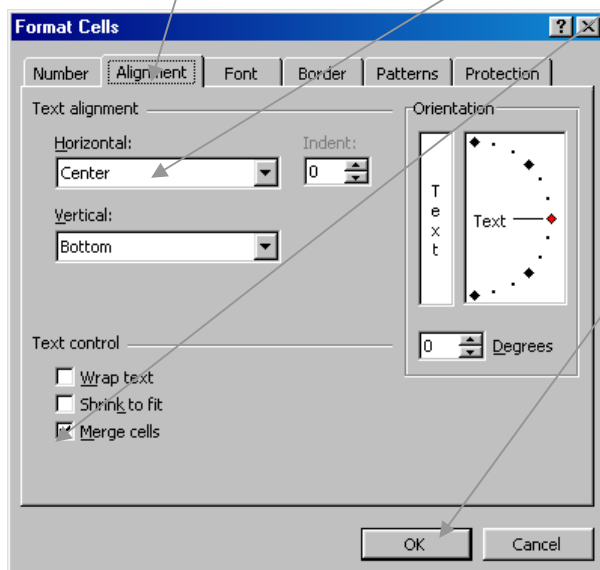 Format Cells
Number Alignment Font Border Patterns Protection
Text alignment
Horizontal:
Center
Indent:
0
Vertical:
Bottom
Orientation
Text
Text
0 Degrees
Text control
Wrap text
Shrink to fit
Merge cells
OK Cancel